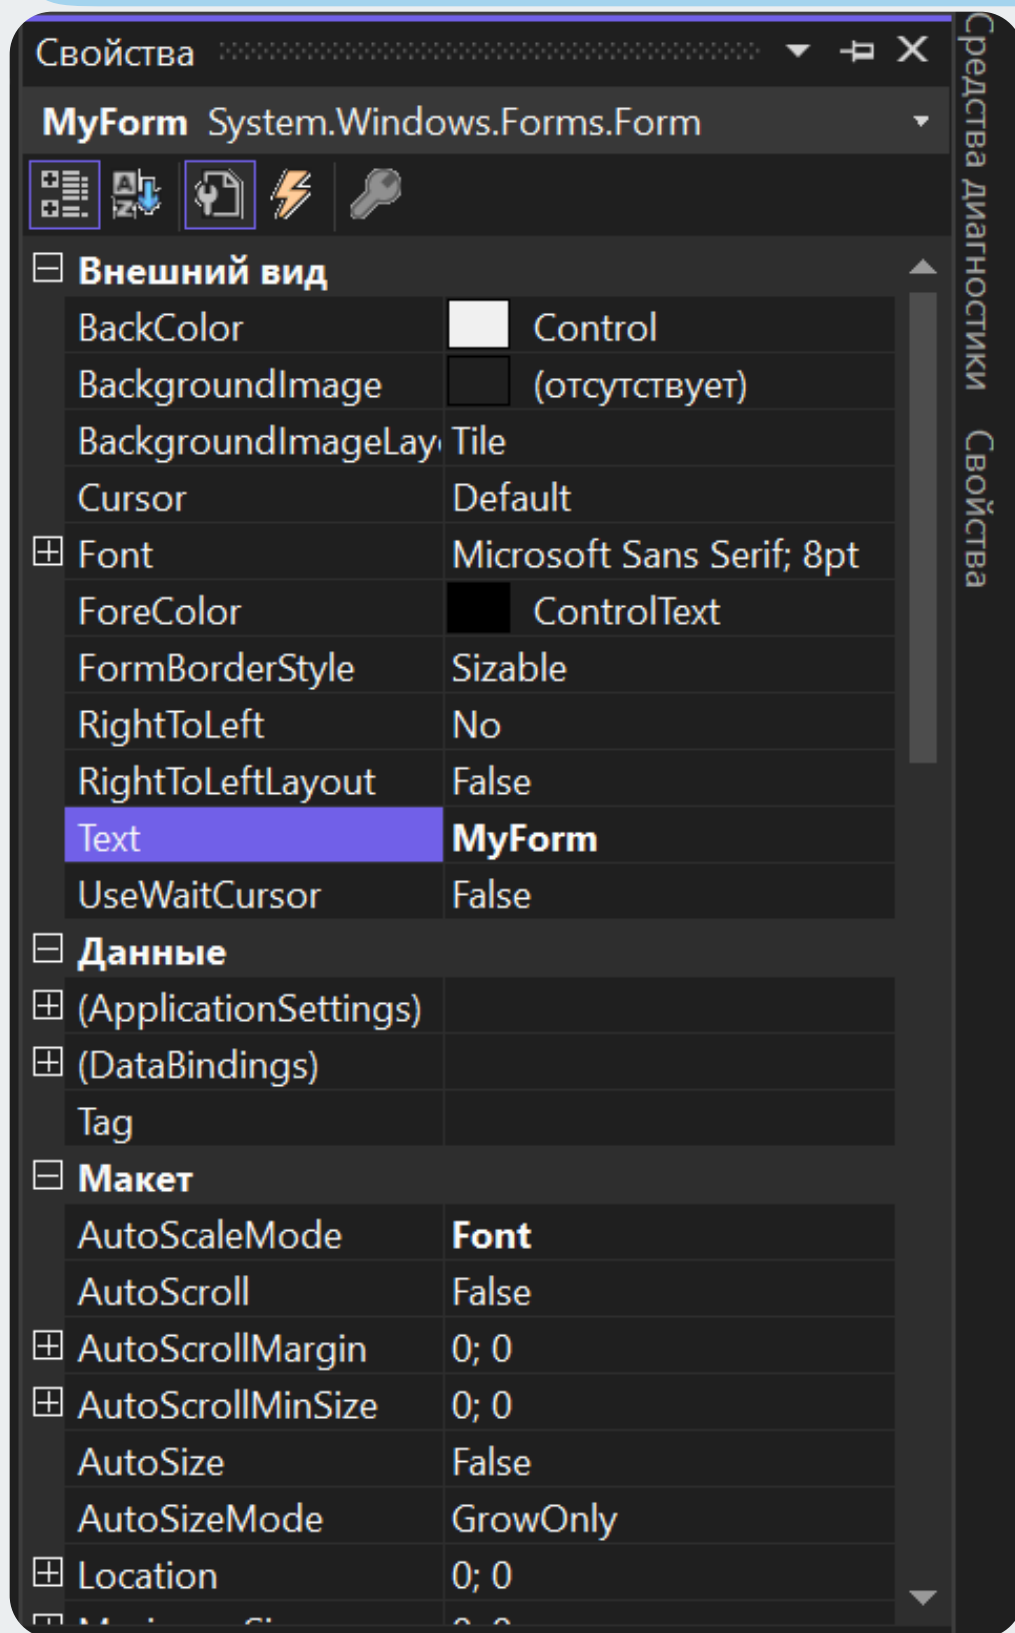 Свойства
MyForm System.Windows.Forms.Form
Внешний вид
BackColor Control
BackgroundImage (отсутствует)
BackgroundImageLay Tile
Cursor Default
Font Microsoft Sans Serif; 8pt
ForeColor ControlText
FormBorderStyle Sizable
RightToLeft No
RightToLeftLayout False
Text MyForm
UseWaitCursor False
Данные
(ApplicationSettings)
(DataBindings)
Tag
Макет
AutoScaleMode Font
AutoScroll False
AutoScrollMargin 0; 0
AutoScrollMinSize 0; 0
AutoSize False
AutoSizeMode GrowOnly
Location 0; 0
Средства диагностики
Свойства